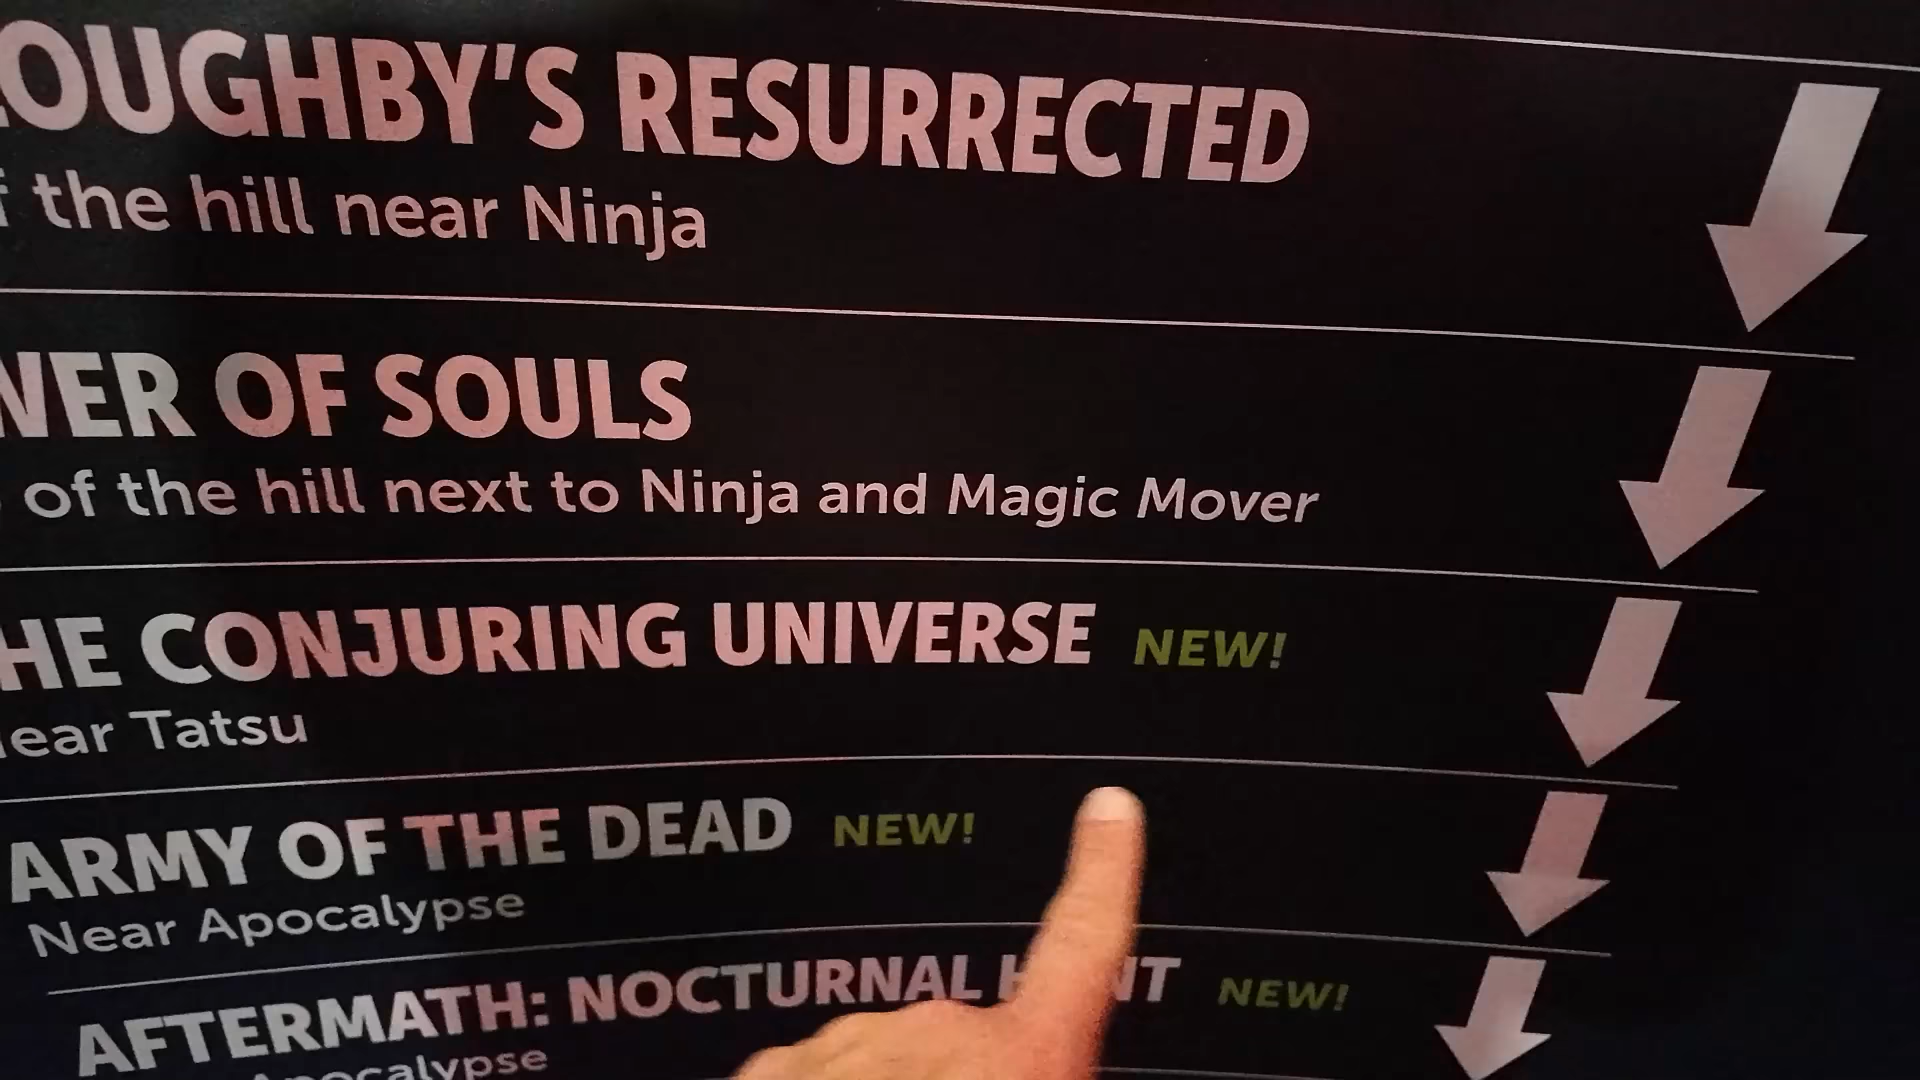 OUGHBY'S RESURRECTED
the hill near Ninja
OF SOULS
of the hill next to Ninja and Magic Mover
HE CONJURING UNIVERSE NEW!
ear Tatsu
ARMY OF THE DEAD NEW!
Near Apocalypse
AFTERMATH: NOCTURNAL NEW!
Apocalypse